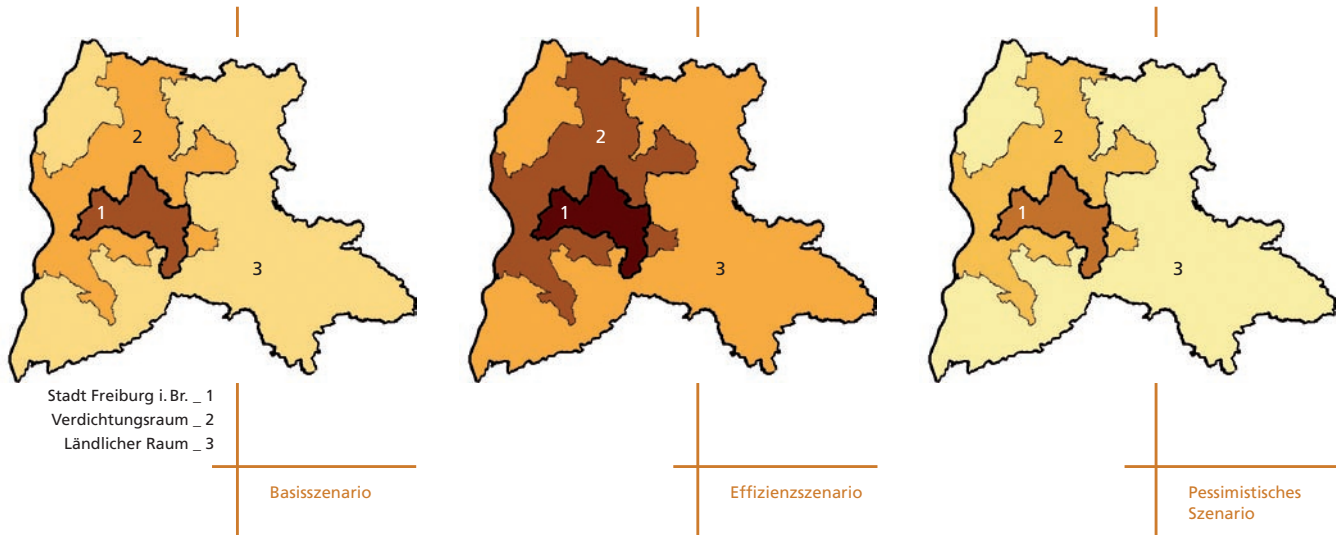 2
1
3
2
1
3
2
1
3
Stadt Freiburg i. Br. _ 1
Verdichtungsraum _ 2
Ländlicher Raum _ 3
Basisszenario
Effizienzszenario
Pessimistisches
Szenario